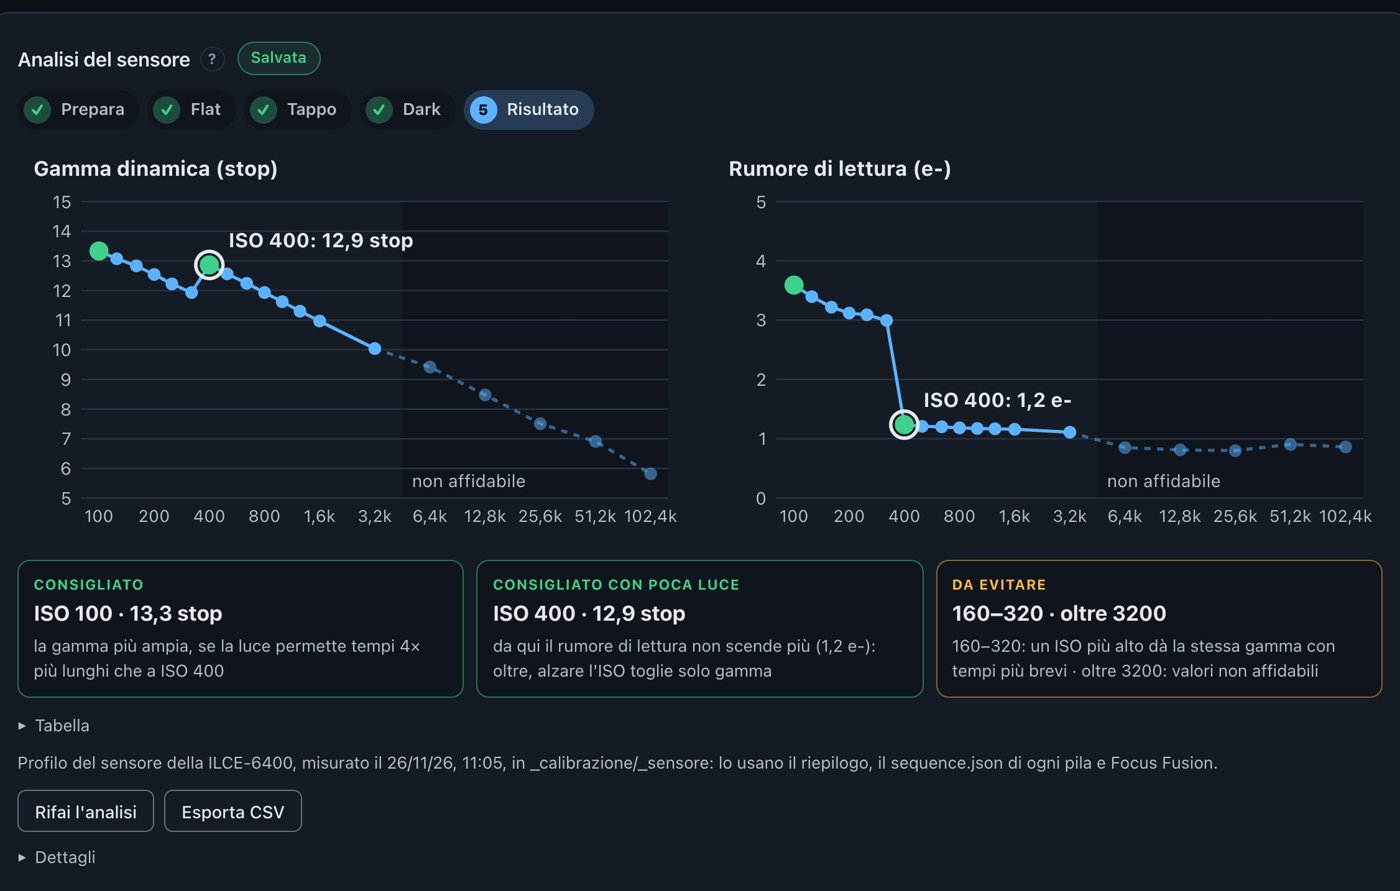 Analisi del sensore ? Salvata
Prepara Flat Tappo Dark 5 Risultato
Gamma dinamica (stop)
15
14
13
12
11
10
9
8
7
6
5
ISO 400: 12,9 stop
non affidabile
100 200 400 800 1,6k 3,2k 6,4k 12,8k 25,6k 51,2k 102,4k
Rumore di lettura (e-)
5
4
3
2
1
0
ISO 400: 1,2 e-
non affidabile
100 200 400 800 1,6k 3,2k 6,4k 12,8k 25,6k 51,2k 102,4k
CONSIGLIATO
ISO 100 · 13,3 stop
la gamma più ampia, se la luce permette tempi 4×
più lunghi che a ISO 400
CONSIGLIATO CON POCA LUCE
ISO 400 · 12,9 stop
da qui il rumore di lettura non scende più (1,2 e-):
oltre, alzare l'ISO toglie solo gamma
DA EVITARE
160–320 · oltre 3200
160–320: un ISO più alto dà la stessa gamma con
tempi più brevi · oltre 3200: valori non affidabili
Tabella
Profilo del sensore della ILCE-6400, misurato il 26/11/26, 11:05, in _calibrazione/_sensore: lo usano il riepilogo, il sequence.json di ogni pila e Focus Fusion.
Rifai l'analisi Esporta CSV
Dettagli